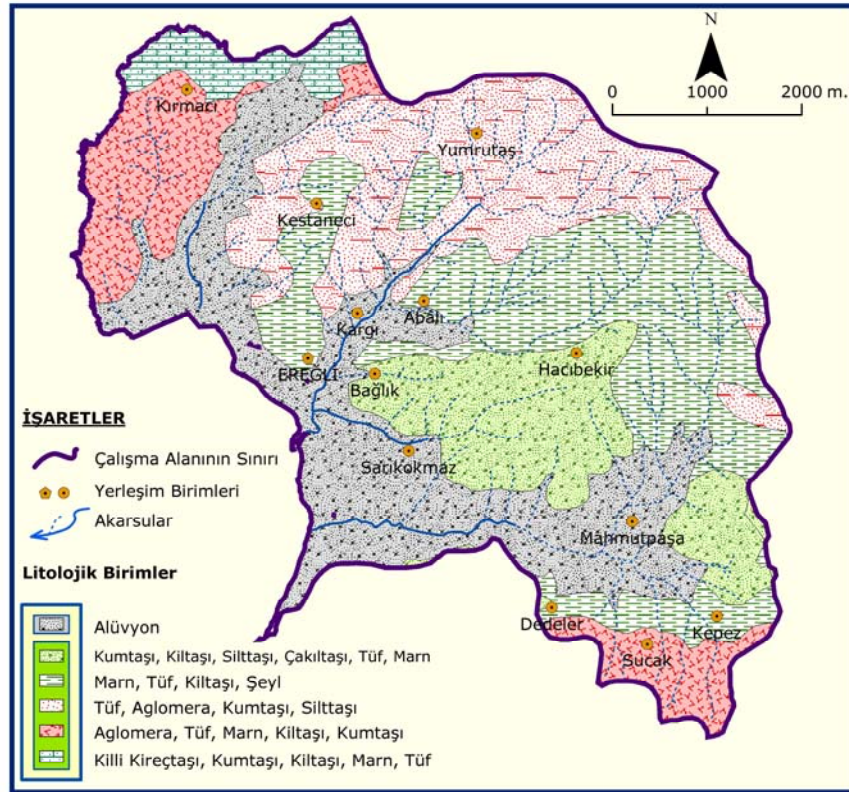 N
0 1000 2000 m.
Kırmacı
Yumrutaş
Kestaneci
Kargı
Abalı
EREĞLİ
Bağlık
Hacıbekir
Sarıkokmaz
Mahmutpaşa
Dedeler
Kepez
Sucak
İŞARETLER
Çalışma Alanının Sınırı
Yerleşim Birimleri
Akarsular
Litolojik Birimler
Alüvyon
Kumtaşı, Kiltaşı, Silttaşı, Çakıltaşı, Tüf, Marn
Marn, Tüf, Kiltaşı, Şeyl
Tüf, Aglomera, Kumtaşı, Silttaşı
Aglomera, Tüf, Marn, Kiltaşı, Kumtaşı
Killi Kireçtaşı, Kumtaşı, Kiltaşı, Marn, Tüf